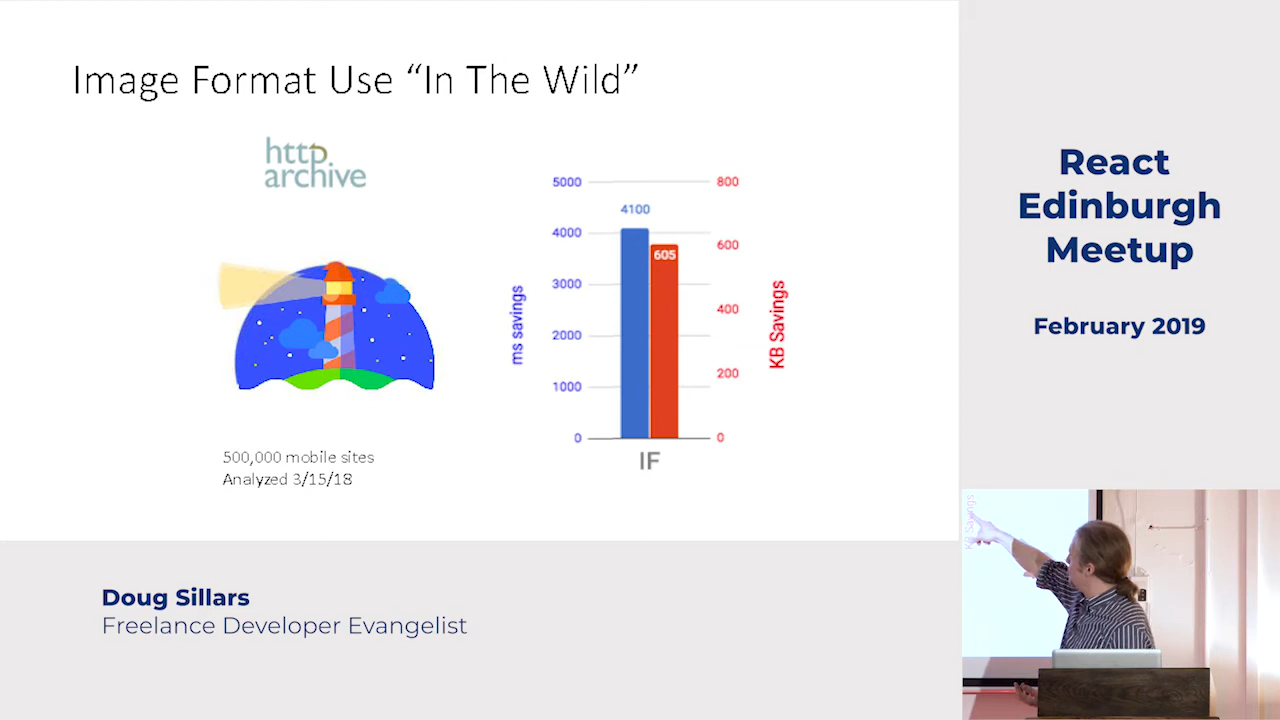 Image Format Use “In The Wild”
http
archive
5000
4000
3000
2000
1000
0
ms savings
4100
605
800
600
400
200
0
KB Savings
IF
500,000 mobile sites
Analyzed 3/15/18
React
Edinburgh
Meetup
February 2019
KB Savings
Doug Sillars
Freelance Developer Evangelist